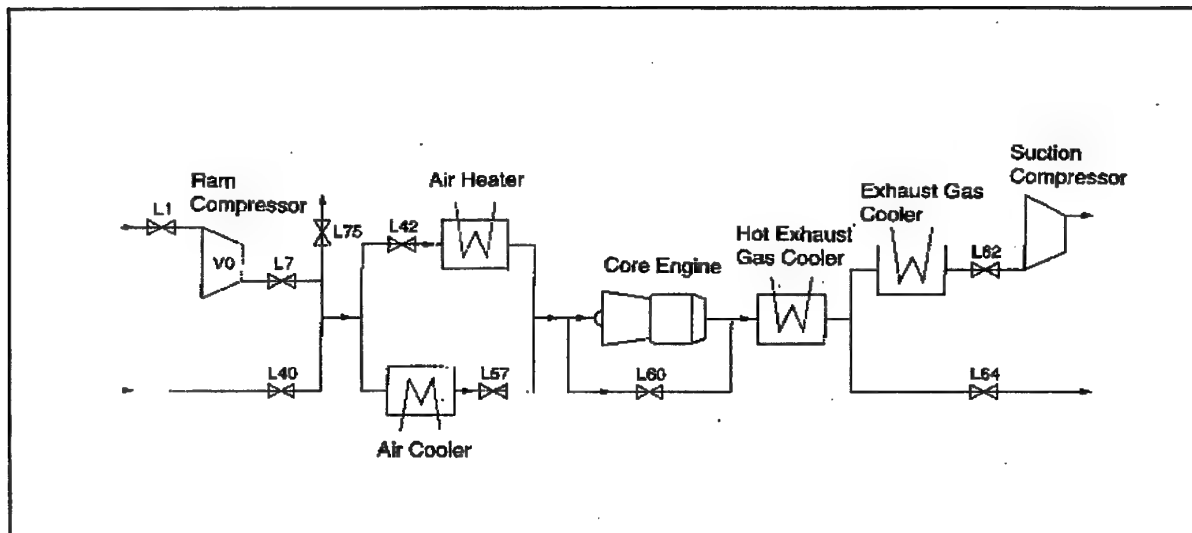 Ram
Compressor
L1
V0
L7
L75
L40
L42
Air Heater
Air Cooler
L57
Core Engine
L60
Hot Exhaust
Gas Cooler
Exhaust Gas
Cooler
L62
Suction
Compressor
L64